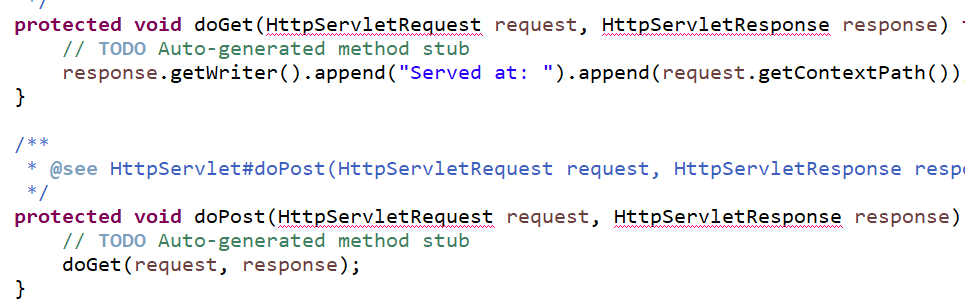 */
protected void doGet(HttpServletRequest request, HttpServletResponse response)
// TODO Auto-generated method stub
response.getWriter().append("Served at: ").append(request.getContextPath())
}
/**
* @see HttpServlet#doPost(HttpServletRequest request, HttpServletResponse respo
*/
protected void doPost(HttpServletRequest request, HttpServletResponse response)
// TODO Auto-generated method stub
doGet(request, response);
}